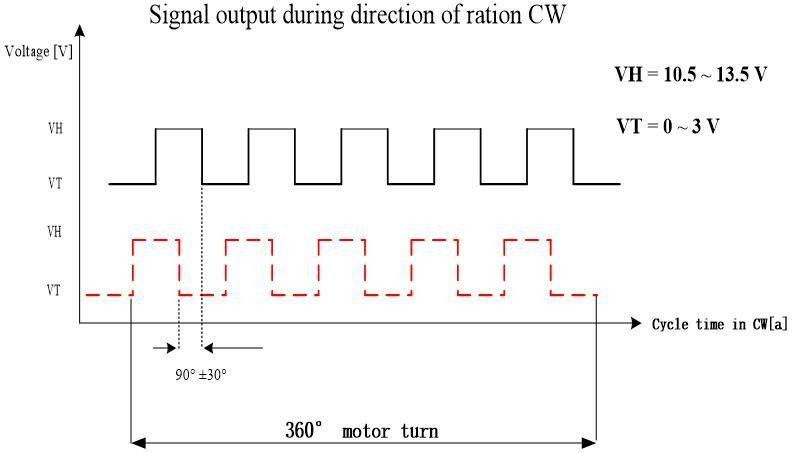 Signal output during direction of ration CW
Voltage [V]
VH = 10.5 ~ 13.5 V
VH
VT = 0 ~ 3 V
VT
VH
VT
Cycle time in CW[a]
90° ±30°
360° motor turn